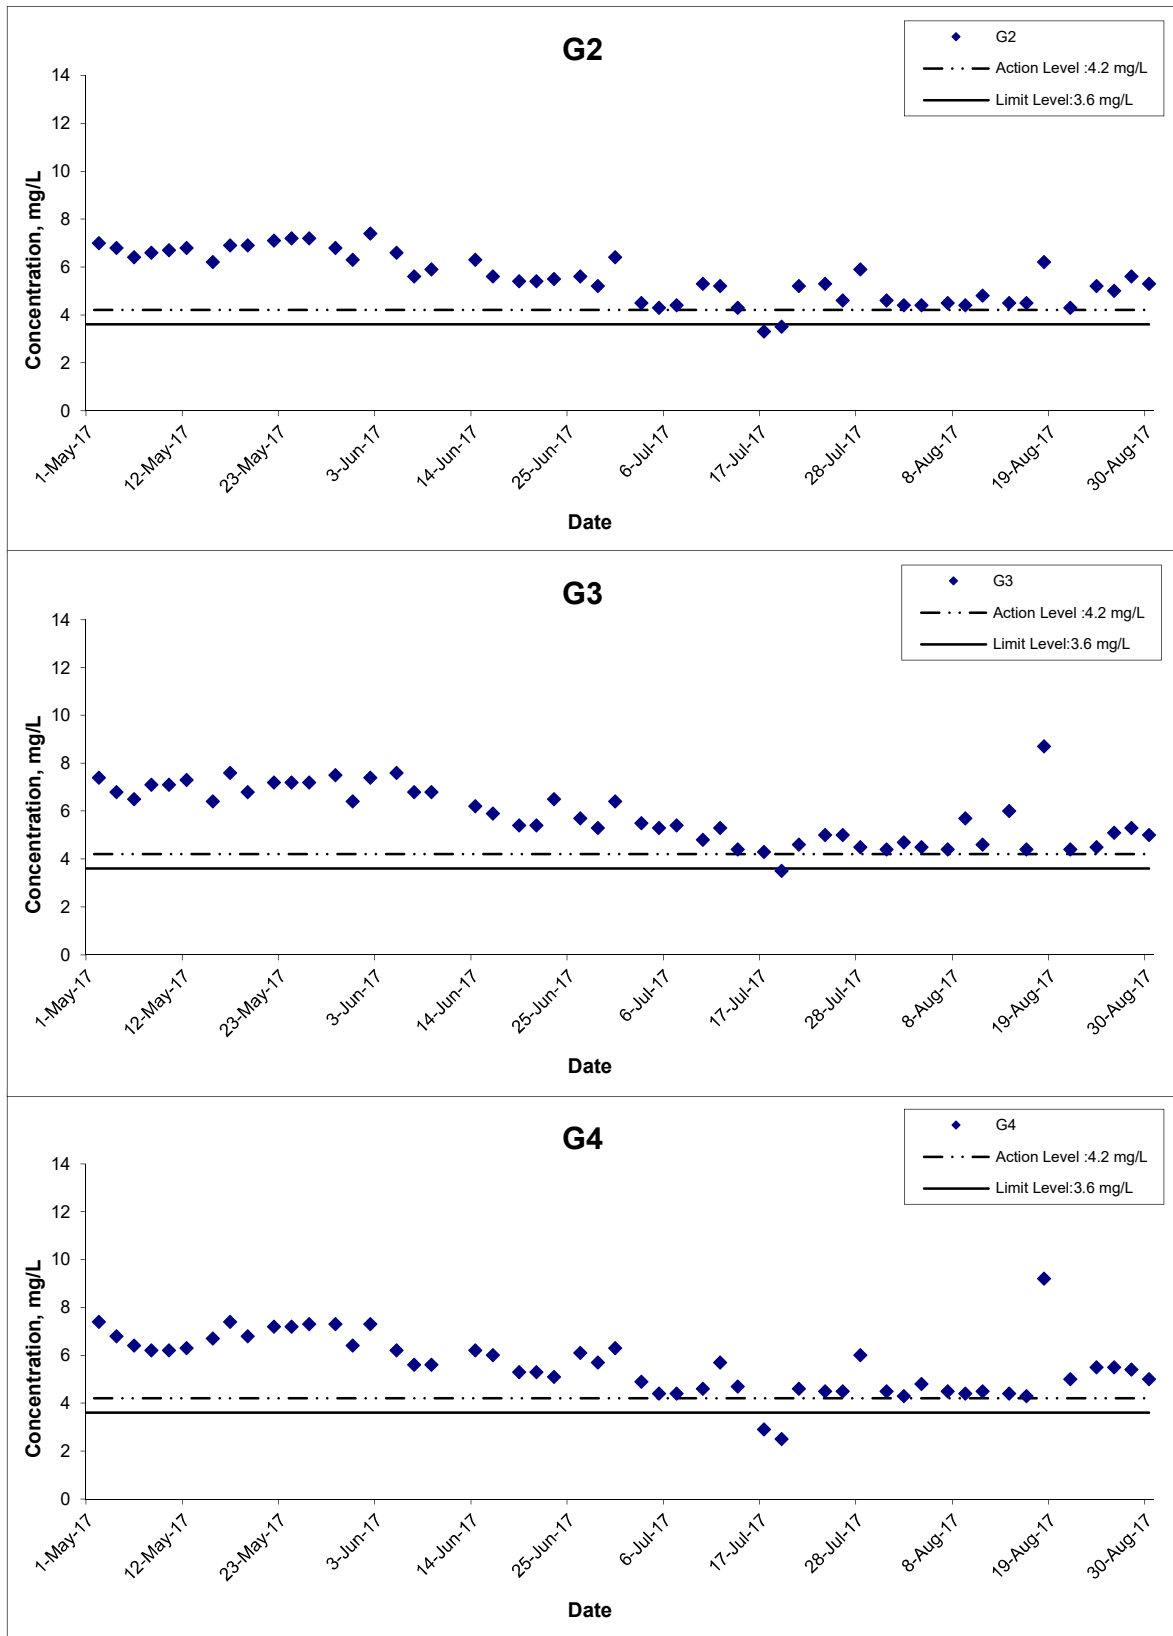 G2
G2
Action Level :4.2 mg/L
Limit Level:3.6 mg/L
Concentration, mg/L
14
12
10
8
6
4
2
0
1-May-17
12-May-17
23-May-17
3-Jun-17
14-Jun-17
25-Jun-17
6-Jul-17
17-Jul-17
28-Jul-17
8-Aug-17
19-Aug-17
30-Aug-17
Date
G3
G3
Action Level :4.2 mg/L
Limit Level:3.6 mg/L
Concentration, mg/L
14
12
10
8
6
4
2
0
1-May-17
12-May-17
23-May-17
3-Jun-17
14-Jun-17
25-Jun-17
6-Jul-17
17-Jul-17
28-Jul-17
8-Aug-17
19-Aug-17
30-Aug-17
Date
G4
G4
Action Level :4.2 mg/L
Limit Level:3.6 mg/L
Concentration, mg/L
14
12
10
8
6
4
2
0
1-May-17
12-May-17
23-May-17
3-Jun-17
14-Jun-17
25-Jun-17
6-Jul-17
17-Jul-17
28-Jul-17
8-Aug-17
19-Aug-17
30-Aug-17
Date